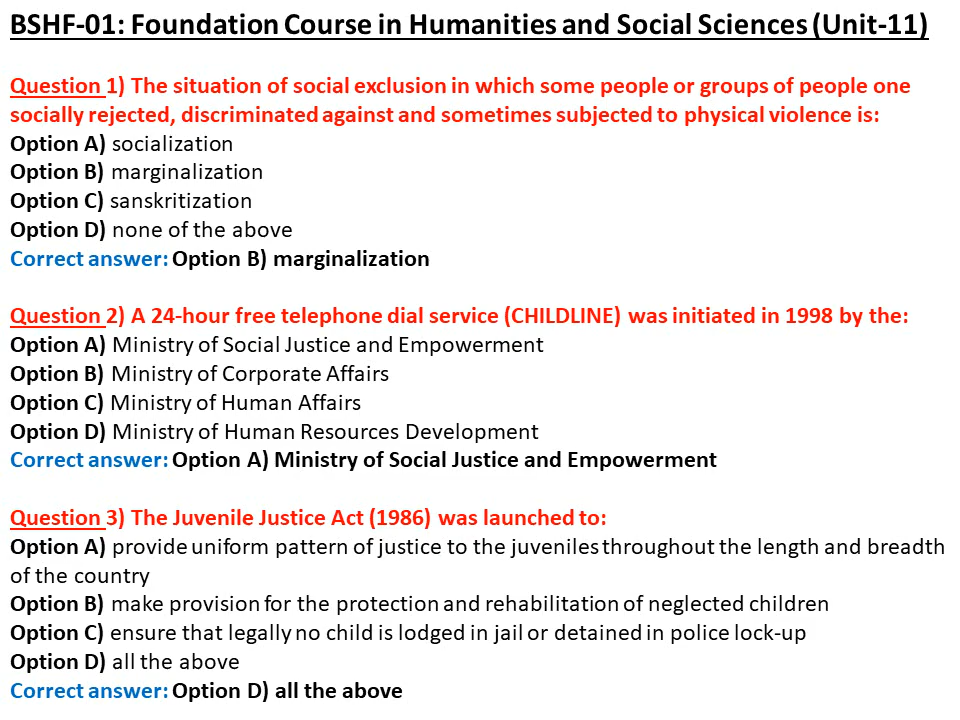 BSHF-01: Foundation Course in Humanities and Social Sciences (Unit-11)
Question 1) The situation of social exclusion in which some people or groups of people one
socially rejected, discriminated against and sometimes subjected to physical violence is:
Option A) socialization
Option B) marginalization
Option C) sanskritization
Option D) none of the above
Correct answer: Option B) marginalization
Question 2) A 24-hour free telephone dial service (CHILDLINE) was initiated in 1998 by the:
Option A) Ministry of Social Justice and Empowerment
Option B) Ministry of Corporate Affairs
Option C) Ministry of Human Affairs
Option D) Ministry of Human Resources Development
Correct answer: Option A) Ministry of Social Justice and Empowerment
Question 3) The Juvenile Justice Act (1986) was launched to:
Option A) provide uniform pattern of justice to the juveniles throughout the length and breadth
of the country
Option B) make provision for the protection and rehabilitation of neglected children
Option C) ensure that legally no child is lodged in jail or detained in police lock-up
Option D) all the above
Correct answer: Option D) all the above